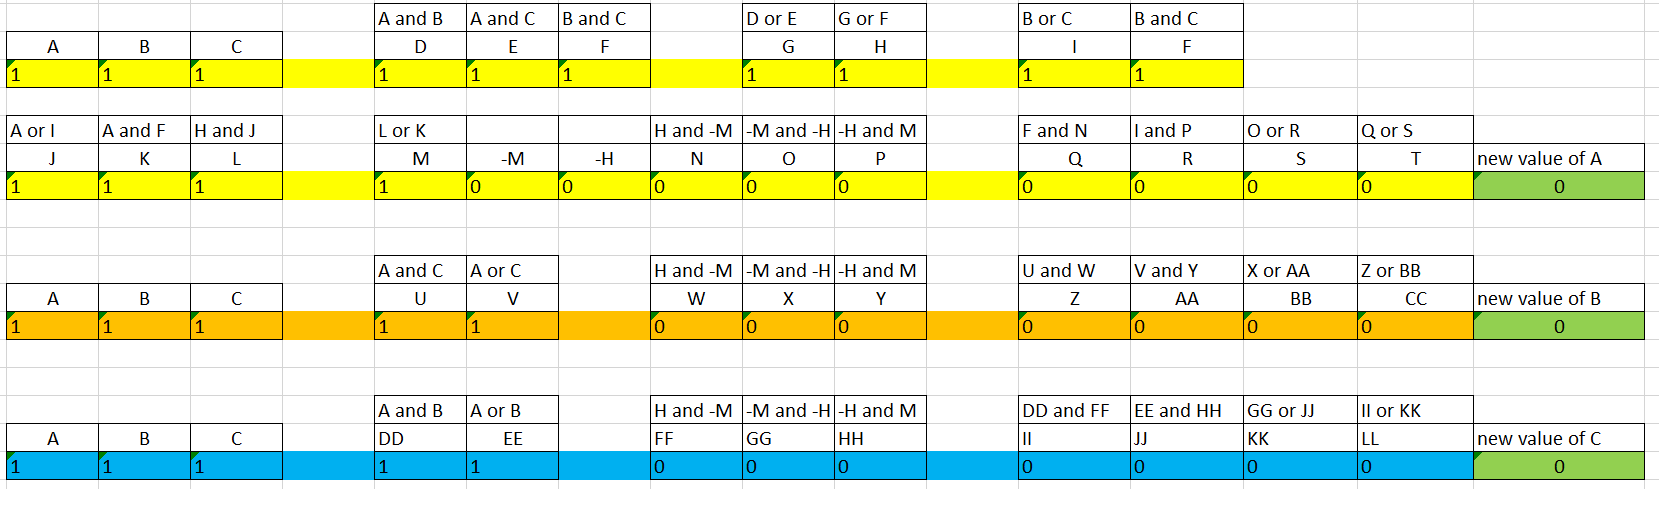 A and B A and C B and C D or E G or F B or C B and C
A B C D E F G H I F
1 1 1 1 1 1 1 1 1 1
A or I A and F H and J L or K H and -M -M and -H -H and M F and N I and P O or R Q or S
J K L M -M -H N O P Q R S T new value of A
1 1 1 1 0 0 0 0 0 0 0 0 0 0
A and C A or C H and -M -M and -H -H and M U and W V and Y X or AA Z or BB
A B C U V W X Y Z AA BB CC new value of B
1 1 1 1 1 0 0 0 0 0 0 0 0
A and B A or B H and -M -M and -H -H and M DD and FF EE and HH GG or JJ II or KK
A B C DD EE FF GG HH II JJ KK LL new value of C
1 1 1 1 1 0 0 0 0 0 0 0 0